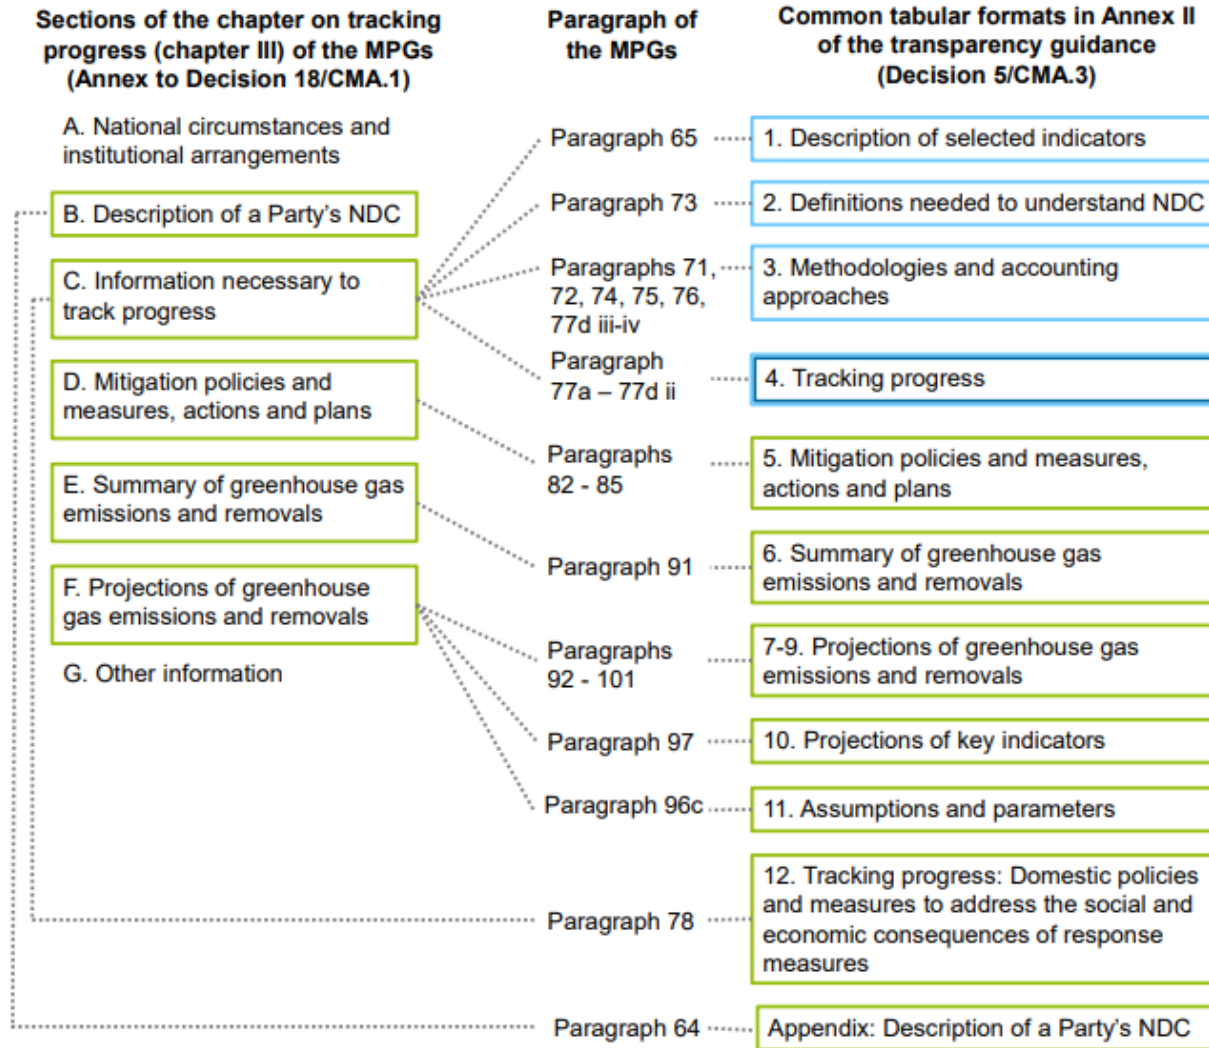 Sections of the chapter on tracking
progress (chapter III) of the MPGs
(Annex to Decision 18/CMA.1)
A. National circumstances and
institutional arrangements
B. Description of a Party's NDC
C. Information necessary to
track progress
D. Mitigation policies and
measures, actions and plans
E. Summary of greenhouse gas
emissions and removals
F. Projections of greenhouse
gas emissions and removals
G. Other information
Paragraph of
the MPGs
Paragraph 65
Paragraph 73
Paragraphs 71,
72, 74, 75, 76,
77d iii-iv
Paragraph
77a – 77d ii
Paragraphs
82 - 85
Paragraph 91
Paragraphs
92 - 101
Paragraph 97
Paragraph 96c
Paragraph 78
Paragraph 64
Common tabular formats in Annex II
of the transparency guidance
(Decision 5/CMA.3)
1. Description of selected indicators
2. Definitions needed to understand NDC
3. Methodologies and accounting
approaches
4. Tracking progress
5. Mitigation policies and measures,
actions and plans
6. Summary of greenhouse gas
emissions and removals
7-9. Projections of greenhouse gas
emissions and removals
10. Projections of key indicators
11. Assumptions and parameters
12. Tracking progress: Domestic policies
and measures to address the social and
economic consequences of response
measures
Appendix: Description of a Party's NDC